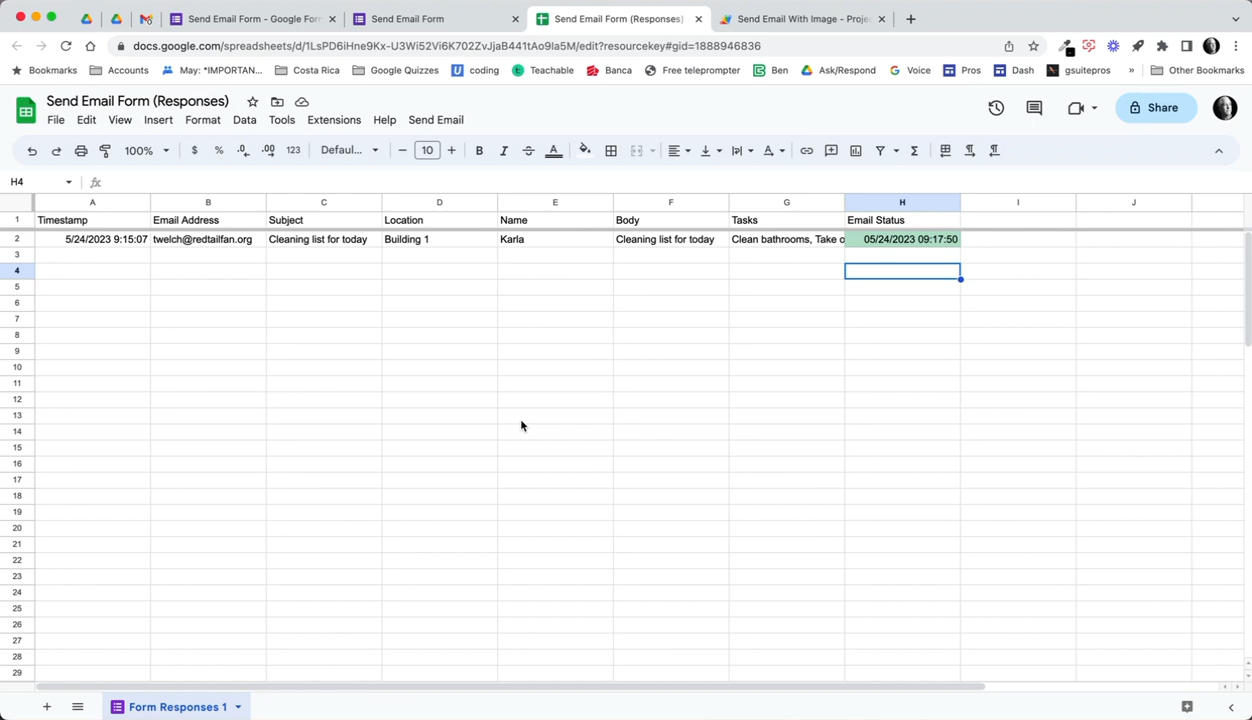 Send Email Form - Google For
Send Email Form
Send Email Form (Responses)
Send Email With Image - Proje
docs.google.com/spreadsheets/d/1LsPD6iHne9Kx-U3Wi52Vi6K702ZvJjaB441tAo9Ia5M/edit?resourcekey#gid=1888946836
Bookmarks Accounts May: *IMPORTAN... Costa Rica Google Quizzes coding Teachable Banca Free teleprompter Ben Ask/Respond Voice Pros Dash gsuitepros » Other Bookmarks
Send Email Form (Responses)
File Edit View Insert Format Data Tools Extensions Help Send Email
Share
100% $ % .0 .00 123 Defaul... 10 B I A
H4 fx
A B C D E F G H I J
1 Timestamp Email Address Subject Location Name Body Tasks Email Status
2 5/24/2023 9:15:07 twelch@redtailfan.org Cleaning list for today Building 1 Karla Cleaning list for today Clean bathrooms, Take o 05/24/2023 09:17:50
3
4
5
6
7
8
9
10
11
12
13
14
15
16
17
18
19
20
21
22
23
24
25
26
27
28
29
Form Responses 1